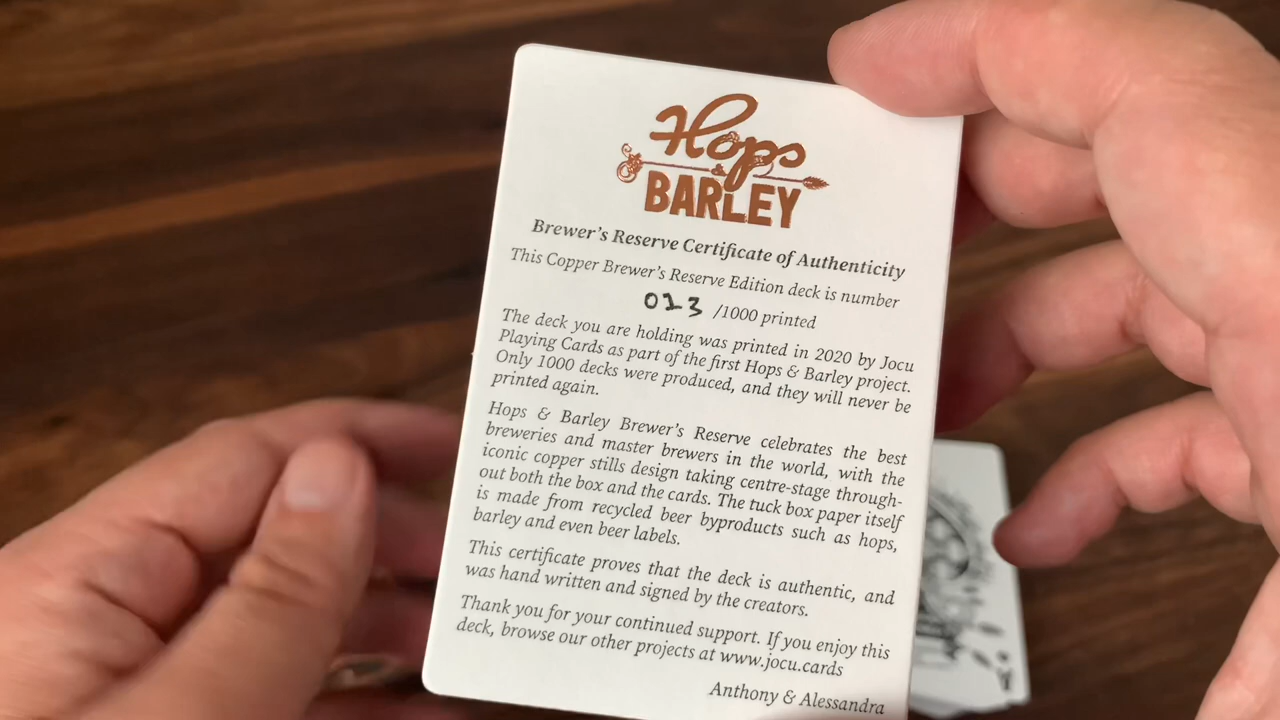 Hops
BARLEY
Brewer's Reserve Certificate of Authenticity
This Copper Brewer's Reserve Edition deck is number
013 /1000 printed
The deck you are holding was printed in 2020 by Jocu
Playing Cards as part of the first Hops & Barley project.
Only 1000 decks were produced, and they will never be
printed again.
Hops & Barley Brewer's Reserve celebrates the best
breweries and master brewers in the world, with the
iconic copper stills design taking centre-stage through-
out both the box and the cards. The tuck box paper itself
is made from recycled beer byproducts such as hops,
barley and even beer labels.
This certificate proves that the deck is authentic, and
was hand written and signed by the creators.
Thank you for your continued support. If you enjoy this
deck, browse our other projects at www.jocu.cards
Anthony & Alessandra